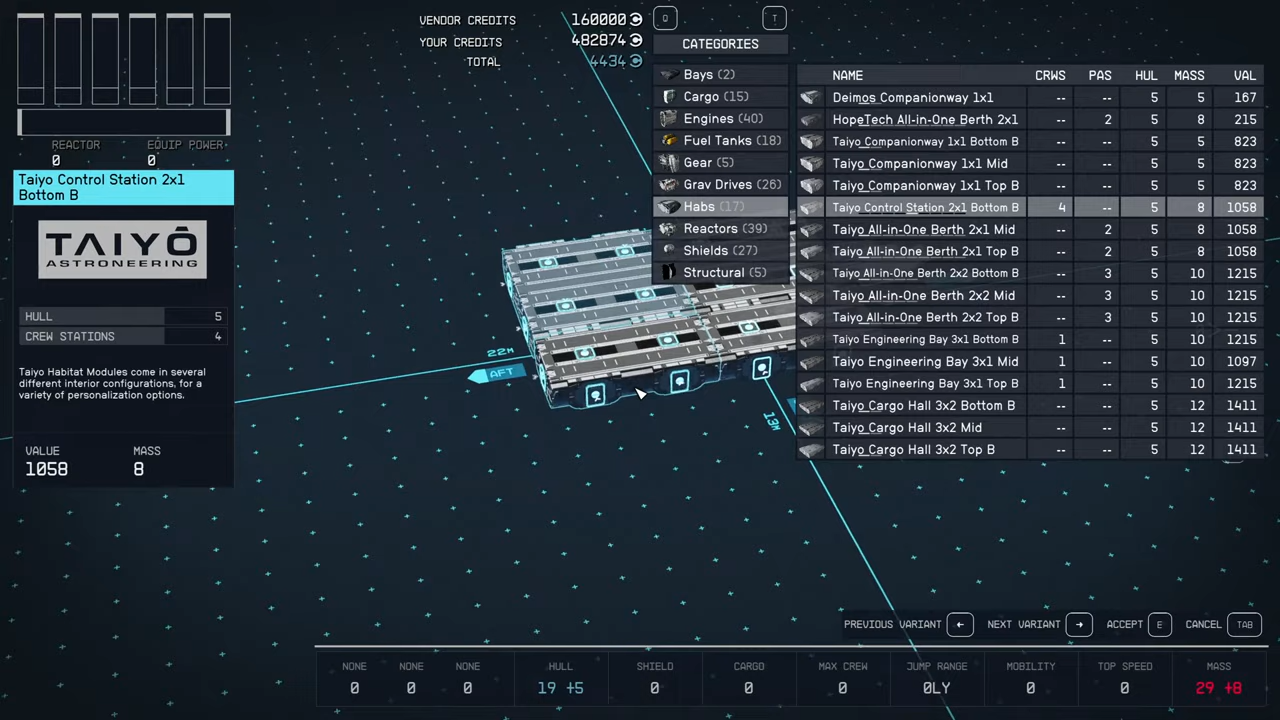 VENDOR CREDITS 160000
YOUR CREDITS 482874
TOTAL 4434
Q
T
CATEGORIES
Bays (2)
Cargo (15)
Engines (40)
Fuel Tanks (18)
Gear (5)
Grav Drives (26)
Habs (17)
Reactors (39)
Shields (27)
Structural (5)
NAME CRWS PAS HUL MASS VAL
Deimos Companionway 1x1 -- -- 5 5 167
HopeTech All-in-One Berth 2x1 -- 2 5 8 215
Taiyo Companionway 1x1 Bottom B -- -- 5 5 823
Taiyo Companionway 1x1 Mid -- -- 5 5 823
Taiyo Companionway 1x1 Top B -- -- 5 5 823
Taiyo Control Station 2x1 Bottom B 4 -- 5 8 1058
Taiyo All-in-One Berth 2x1 Mid -- 2 5 8 1058
Taiyo All-in-One Berth 2x1 Top B -- 2 5 8 1058
Taiyo All-in-One Berth 2x2 Bottom B -- 3 5 10 1215
Taiyo All-in-One Berth 2x2 Mid -- 3 5 10 1215
Taiyo All-in-One Berth 2x2 Top B -- 3 5 10 1215
Taiyo Engineering Bay 3x1 Bottom B 1 -- 5 10 1215
Taiyo Engineering Bay 3x1 Mid 1 -- 5 10 1097
Taiyo Engineering Bay 3x1 Top B 1 -- 5 10 1215
Taiyo Cargo Hall 3x2 Bottom B -- -- 5 12 1411
Taiyo Cargo Hall 3x2 Mid -- -- 5 12 1411
Taiyo Cargo Hall 3x2 Top B -- -- 5 12 1411
REACTOR EQUIP POWER
0 0
Taiyo Control Station 2x1
Bottom B
TAIYŌ
ASTRONEERING
HULL 5
CREW STATIONS 4
Taiyo Habitat Modules come in several
different interior configurations, for a
variety of personalization options.
VALUE MASS
1058 8
22M
AFT
13M
PREVIOUS VARIANT ← NEXT VARIANT → ACCEPT E CANCEL TAB
NONE NONE NONE HULL SHIELD CARGO MAX CREW JUMP RANGE MOBILITY TOP SPEED MASS
0 0 0 19 +5 0 0 0 0LY 0 0 29 +8